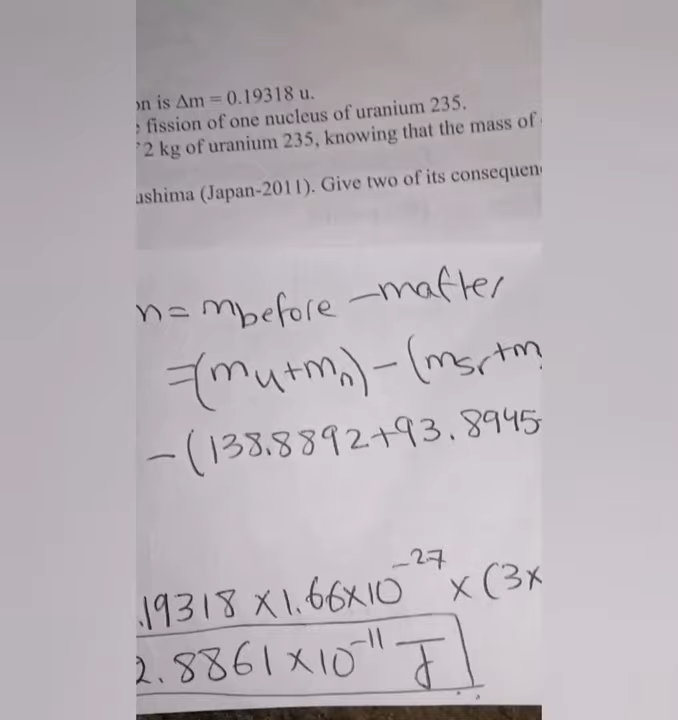 on is Δm = 0.19318 u.
fission of one nucleus of uranium 235.
2 kg of uranium 235, knowing that the mass of
ushima (Japan-2011). Give two of its consequen
= mbefore - mafter
=(mu+mn)-(msr+m
-(138.8892+93.8945
.19318 x1.66x10^-27 x (3x
2.8861 x10^-11 J